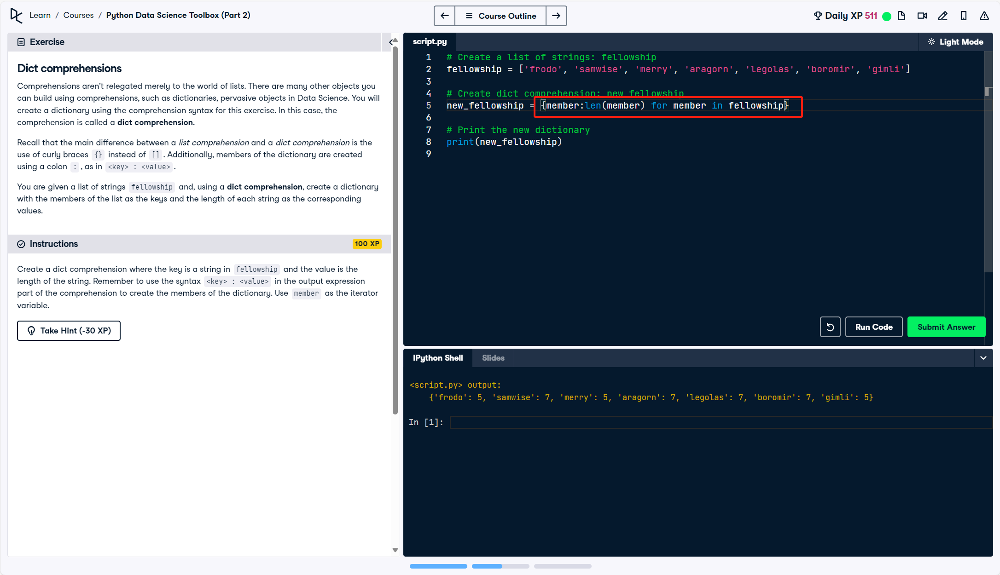 Learn / Courses / Python Data Science Toolbox (Part 2)
Course Outline
Daily XP 511
Exercise
Dict comprehensions
Comprehensions aren't relegated merely to the world of lists. There are many other objects you
can build using comprehensions, such as dictionaries, pervasive objects in Data Science. You will
create a dictionary using the comprehension syntax for this exercise. In this case, the
comprehension is called a dict comprehension.
Recall that the main difference between a list comprehension and a dict comprehension is the
use of curly braces {} instead of []. Additionally, members of the dictionary are created
using a colon :, as in <key> : <value>.
You are given a list of strings fellowship and, using a dict comprehension, create a dictionary
with the members of the list as the keys and the length of each string as the corresponding
values.
Instructions
100 XP
Create a dict comprehension where the key is a string in fellowship and the value is the
length of the string. Remember to use the syntax <key> : <value> in the output expression
part of the comprehension to create the members of the dictionary. Use member as the iterator
variable.
Take Hint (-30 XP)
script.py
Light Mode
1 # Create a list of strings: fellowship
2 fellowship = ['frodo', 'samwise', 'merry', 'aragorn', 'legolas', 'boromir', 'gimli']
3
4 # Create dict comprehension: new_fellowship
5 new_fellowship = {member:len(member) for member in fellowship}
6
7 # Print the new dictionary
8 print(new_fellowship)
9
Run Code
Submit Answer
IPython Shell
Slides
<script.py> output:
{'frodo': 5, 'samwise': 7, 'merry': 5, 'aragorn': 7, 'legolas': 7, 'boromir': 7, 'gimli': 5}
In [1]: